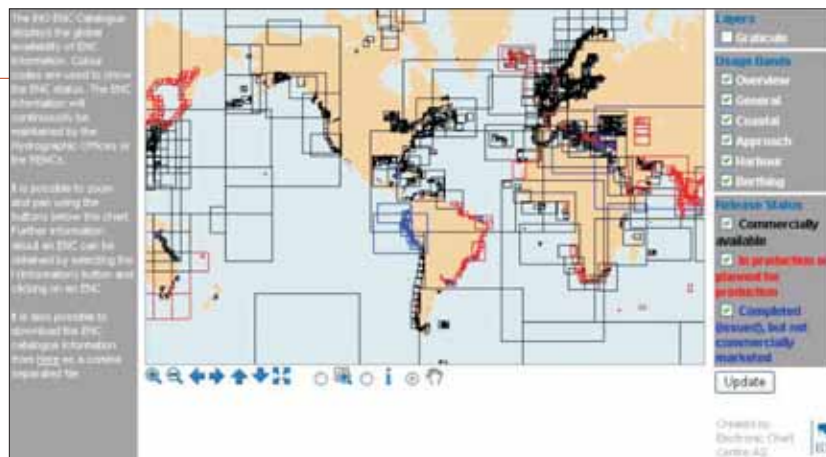 The IHO ENC Catalogue
displays the global
availability of ENC
information. Colour
codes are used to show
the ENC status. The ENC
information will
continuously be
maintained by the
Hydrographic Offices or
the RENCs.
It is possible to zoom
and pan using the
buttons below the chart.
Further information
about an ENC can be
obtained by selecting the
i (information) button and
clicking on an ENC
It is also possible to
download the ENC
catalogue information
from here as a comma
separated file
Layers
Graticule
Usage Bands
Overview
General
Coastal
Approach
Harbour
Berthing
Release Status
Commercially
available
In production or
planned for
production
Completed
(issued), but not
commercially
marketed
Update
Created by
Electronic Chart
Centre AS